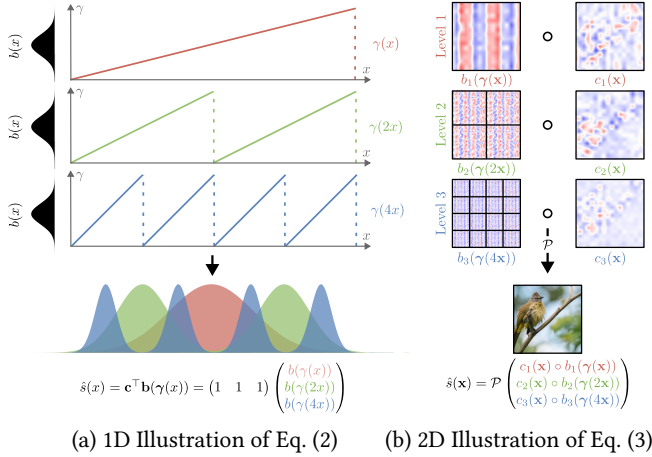 b(x)
γ
γ(x)
x
b(x)
γ
γ(2x)
x
b(x)
γ
γ(4x)
x
ŝ(x) = c⊤b(γ(x)) = (1 1 1) (b(γ(x))
b(γ(2x))
b(γ(4x)))
(a) 1D Illustration of Eq. (2)
Level 1
b₁(γ(x))
c₁(x)
Level 2
b₂(γ(2x))
c₂(x)
Level 3
b₃(γ(4x))
c₃(x)
𝒫
ŝ(x) = 𝒫 (c₁(x) ∘ b₁(γ(x))
c₂(x) ∘ b₂(γ(2x))
c₃(x) ∘ b₃(γ(4x)))
(b) 2D Illustration of Eq. (3)